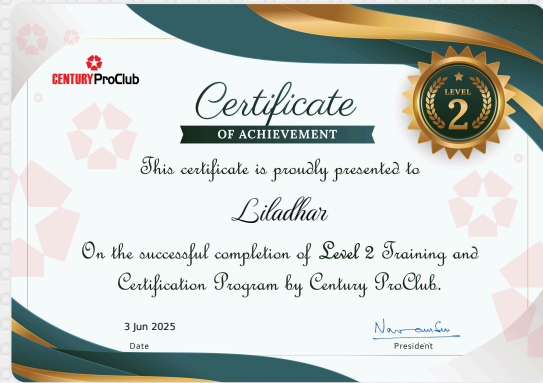 CENTURY ProClub
LEVEL
2
Certificate
OF ACHIEVEMENT
This certificate is proudly presented to
Liladhar
On the successful completion of Level 2 Training and
Certification Program by Century ProClub.
3 Jun 2025
Date
President